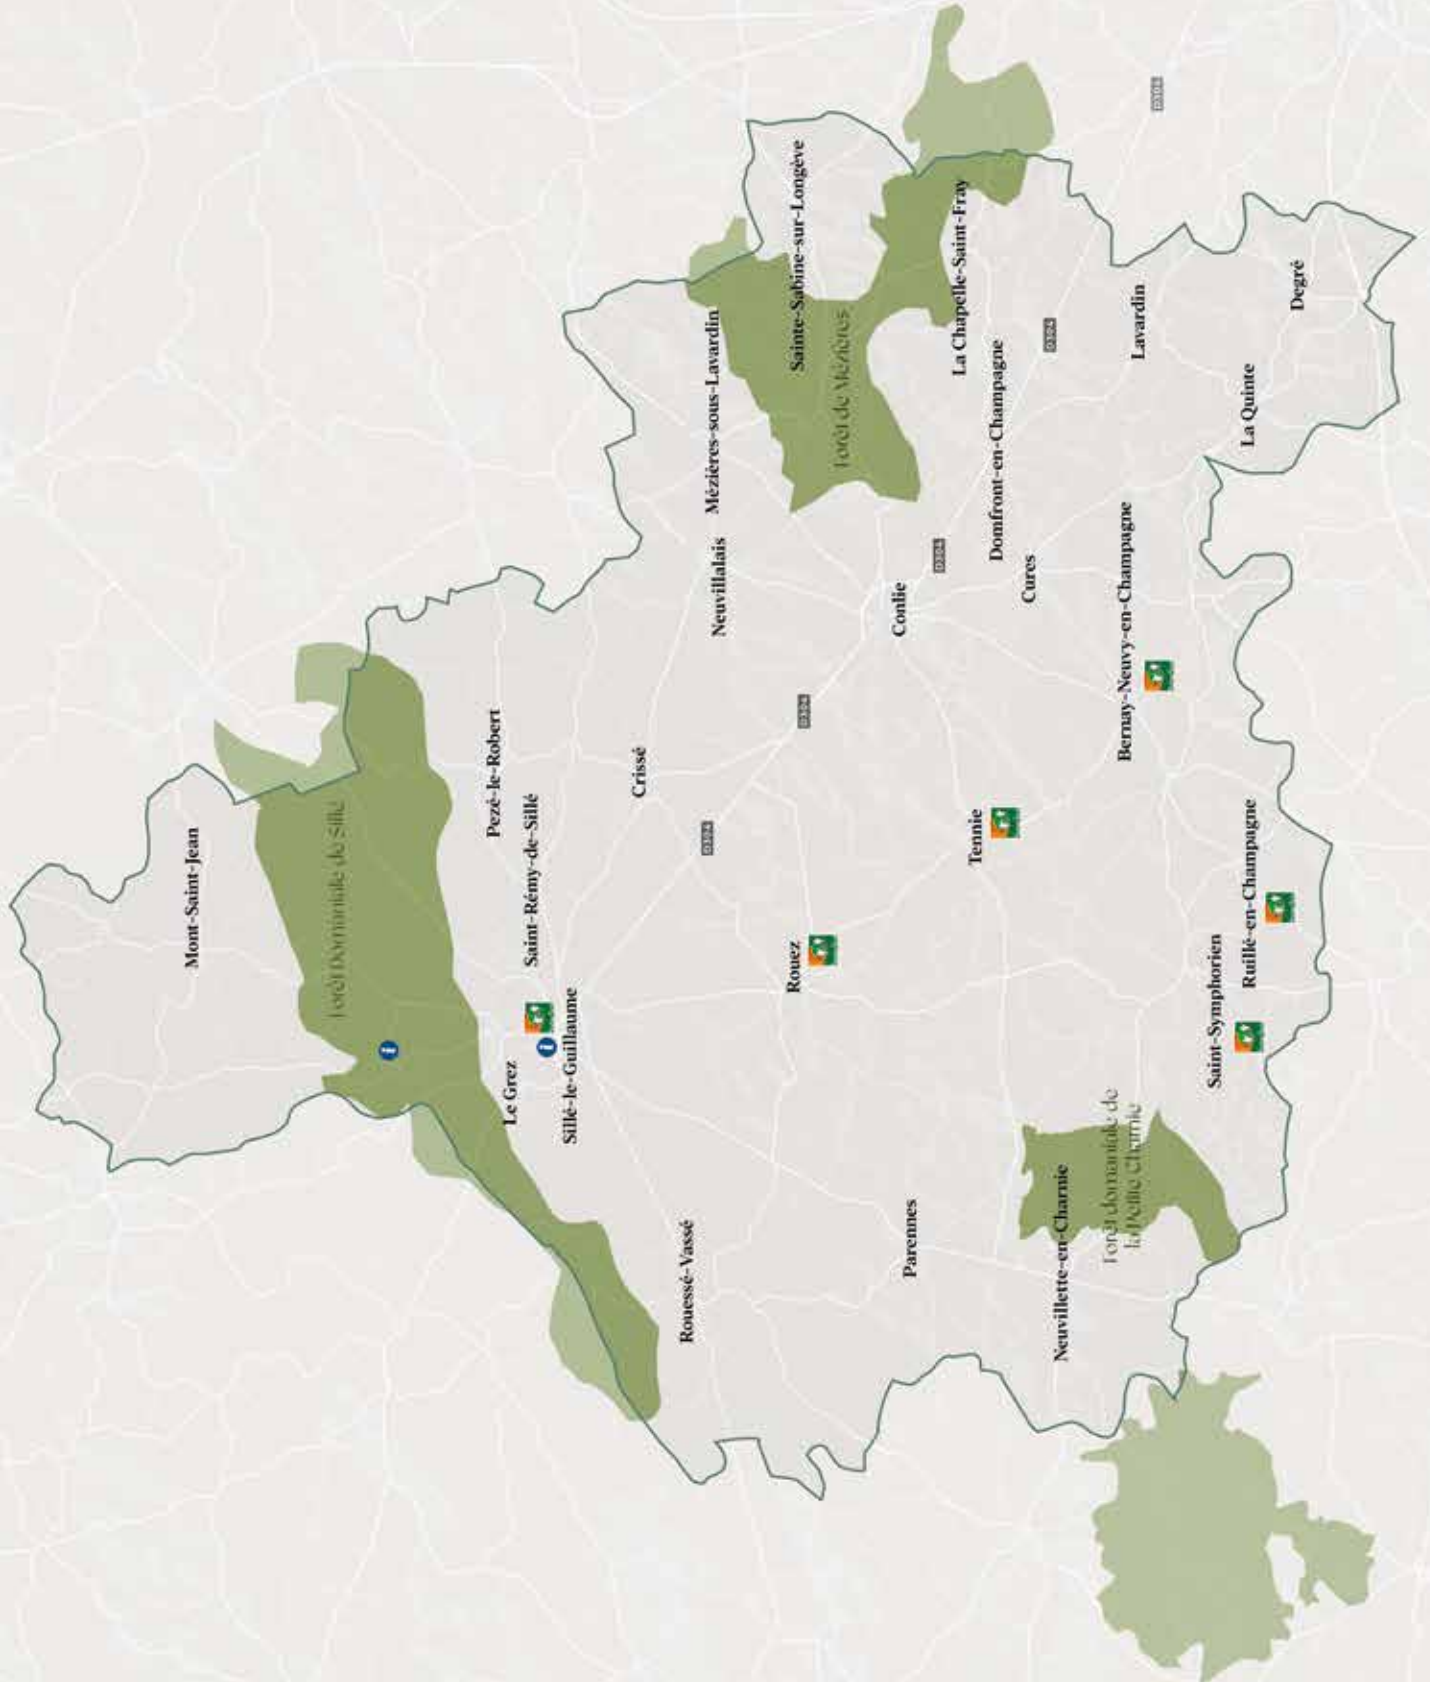 Mont-Saint-Jean
Forêt Domaniale de Sillé
Pezé-le-Robert
Le Grez
Saint-Rémy-de-Sillé
Sillé-le-Guillaume
Crissé
Rouessé-Vassé
D304
Mézières-sous-Lavardin
Neuvillalais
Rouez
Sainte-Sabine-sur-Longève
D304
Forêt de Mézières
Conlie
Parennes
D304
La Chapelle-Saint-Fray
Tennie
Domfront-en-Champagne
Cures
D304
Neuvillette-en-Charnie
Forêt domaniale de
la Petite Charnie
Bernay-Neuvy-en-Champagne
Lavardin
Saint-Symphorien
Ruillé-en-Champagne
La Quinte
Degré